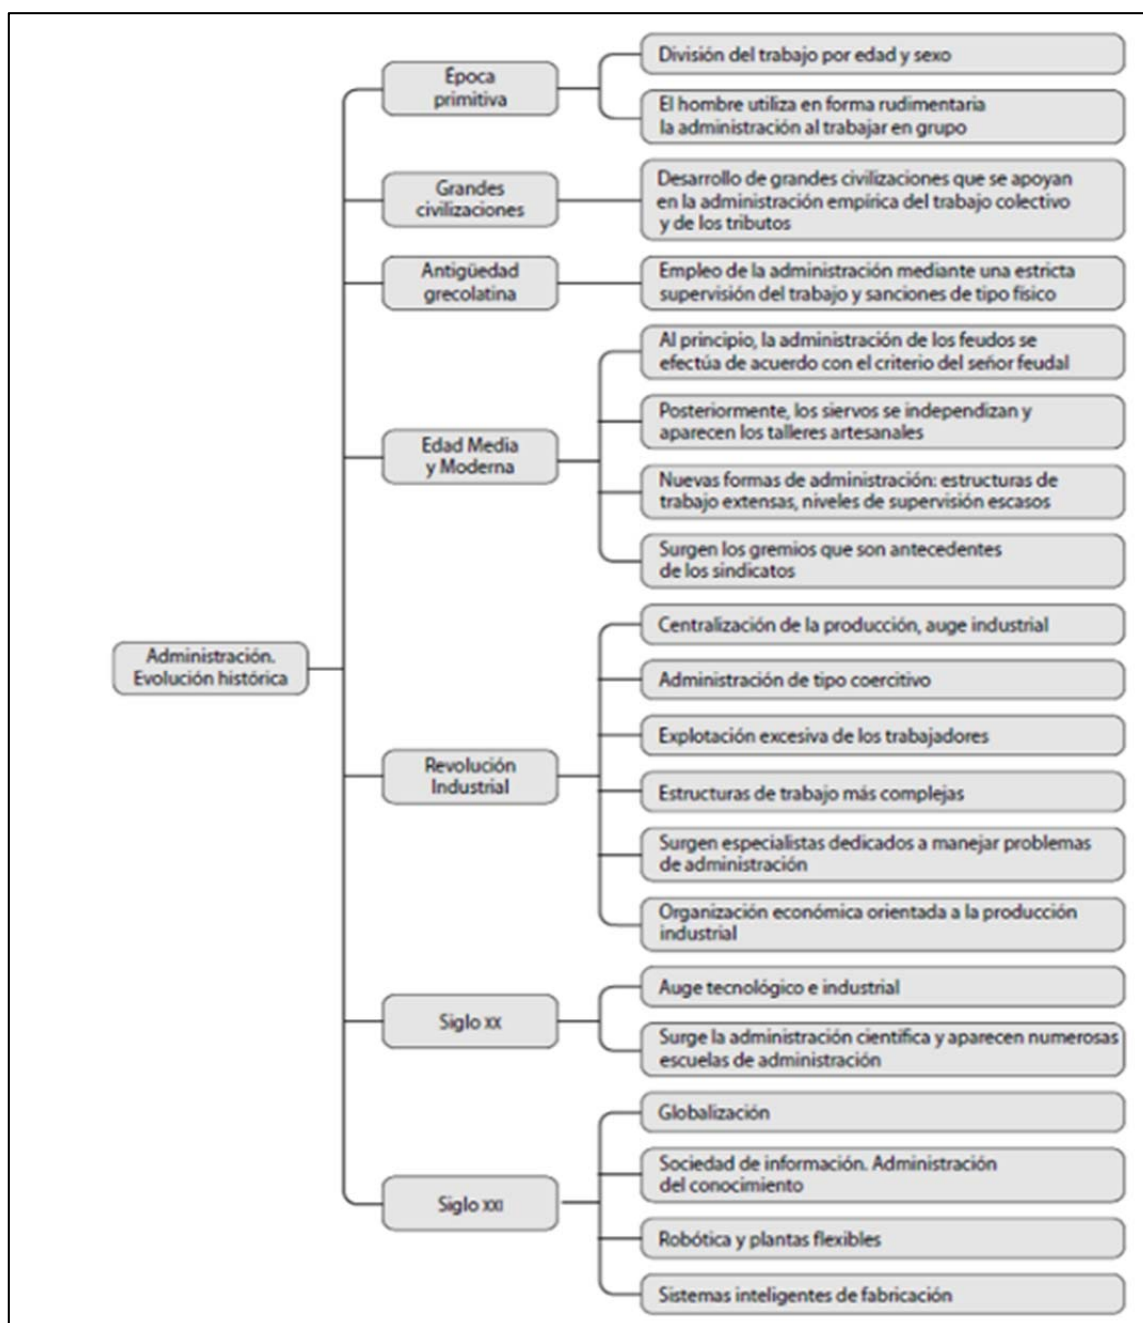 Época
primitiva
División del trabajo por edad y sexo
El hombre utiliza en forma rudimentaria
la administración al trabajar en grupo
Grandes
civilizaciones
Desarrollo de grandes civilizaciones que se apoyan
en la administración empírica del trabajo colectivo
y de los tributos
Antigüedad
grecolatina
Empleo de la administración mediante una estricta
supervisión del trabajo y sanciones de tipo físico
Edad Media
y Moderna
Al principio, la administración de los feudos se
efectúa de acuerdo con el criterio del señor feudal
Posteriormente, los siervos se independizan y
aparecen los talleres artesanales
Nuevas formas de administración: estructuras de
trabajo extensas, niveles de supervisión escasos
Surgen los gremios que son antecedentes
de los sindicatos
Administración.
Evolución histórica
Revolución
Industrial
Centralización de la producción, auge industrial
Administración de tipo coercitivo
Explotación excesiva de los trabajadores
Estructuras de trabajo más complejas
Surgen especialistas dedicados a manejar problemas
de administración
Organización económica orientada a la producción
industrial
Siglo XX
Auge tecnológico e industrial
Surge la administración científica y aparecen numerosas
escuelas de administración
Siglo XXI
Globalización
Sociedad de información. Administración
del conocimiento
Robótica y plantas flexibles
Sistemas inteligentes de fabricación